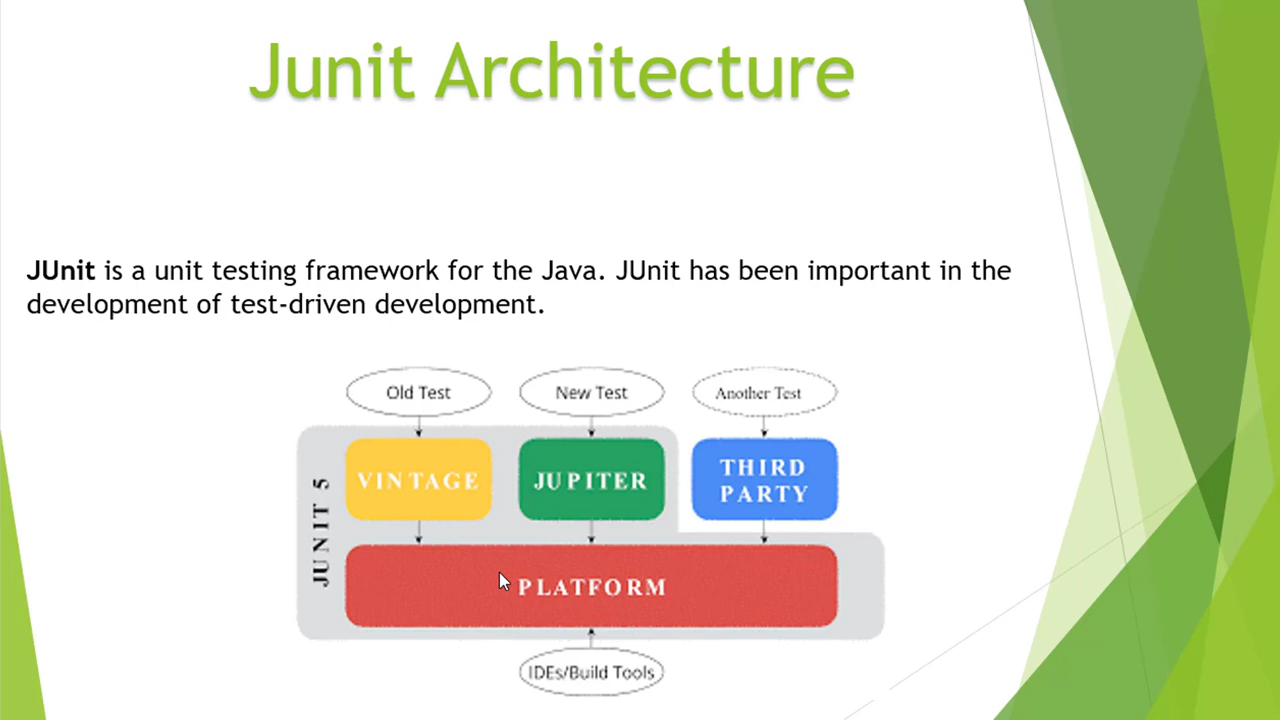 Junit Architecture
JUnit is a unit testing framework for the Java. JUnit has been important in the
development of test-driven development.
Old Test
New Test
Another Test
JUNIT 5
VINTAGE
JUPITER
THIRD
PARTY
PLATFORM
IDEs/Build Tools